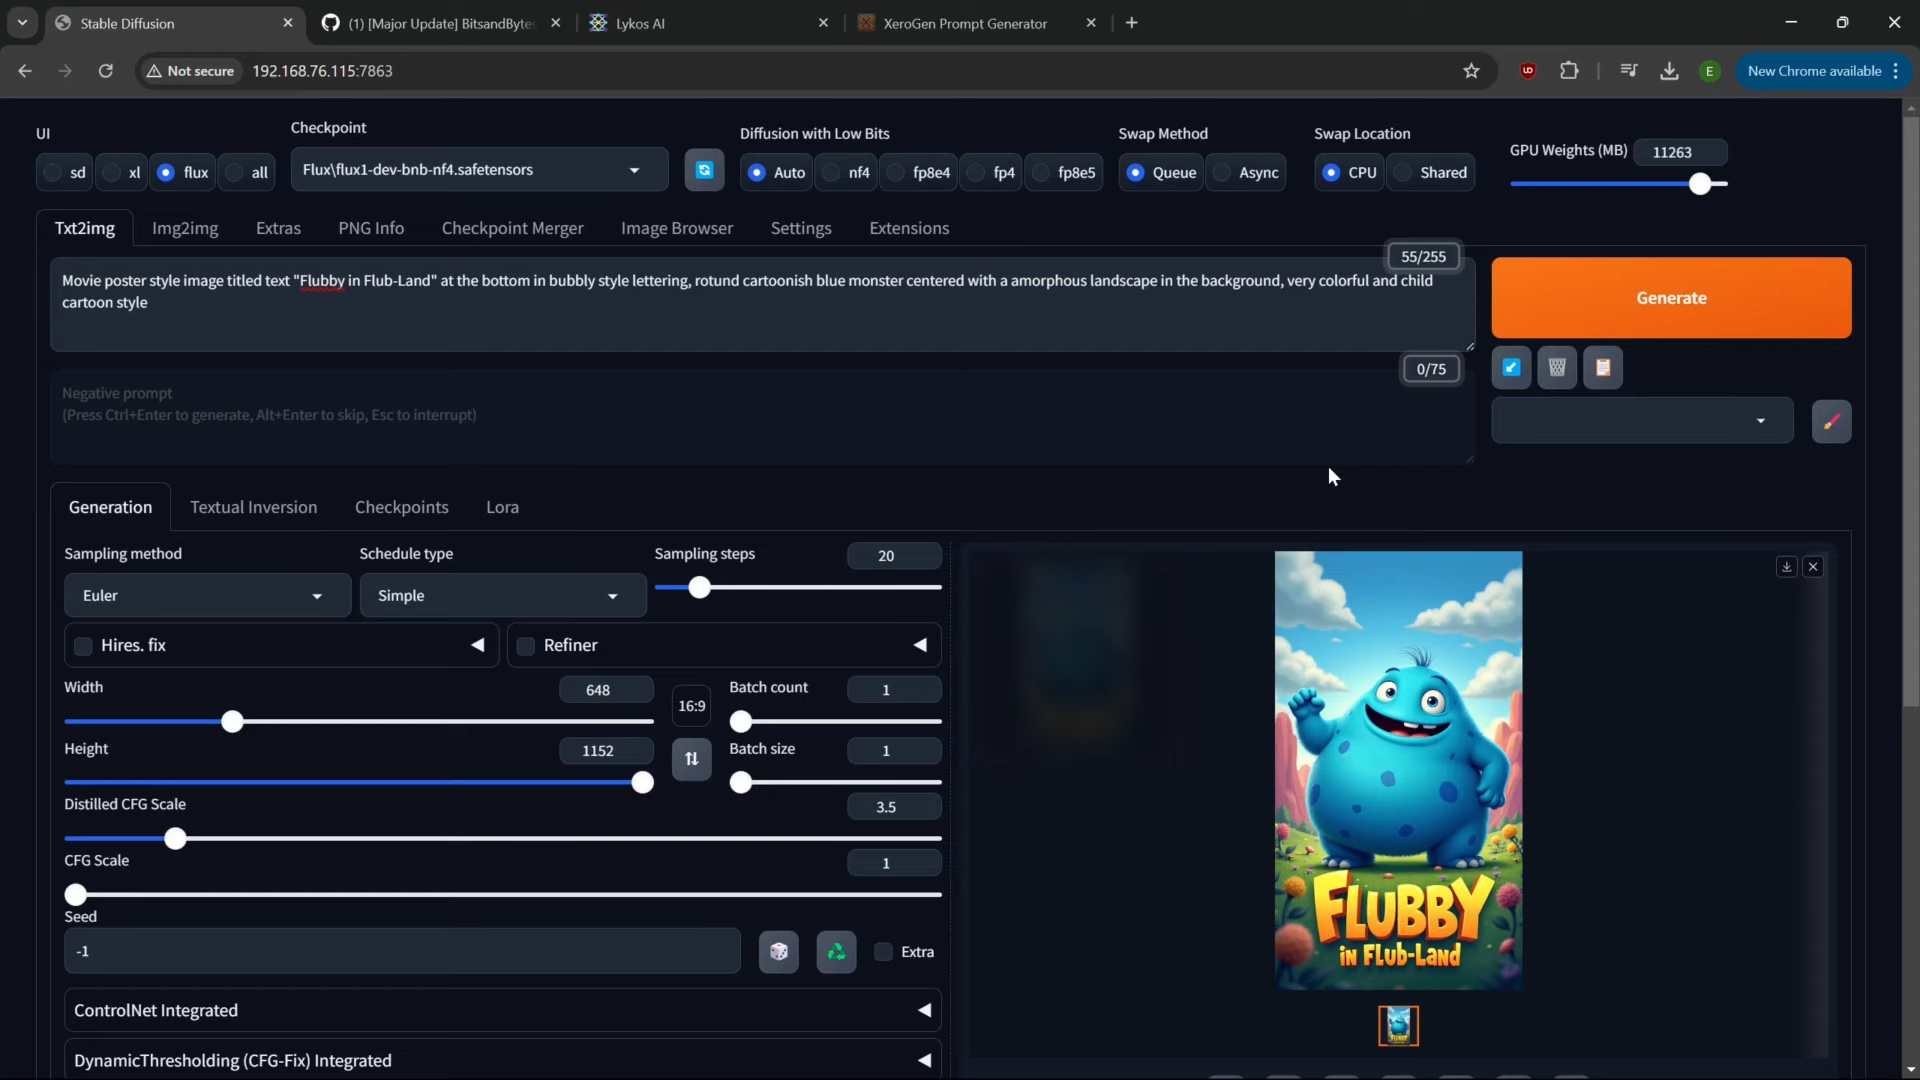 Stable Diffusion
(1) [Major Update] BitsandBytes
Lykos AI
XeroGen Prompt Generator
Not secure
192.168.76.115:7863
E
New Chrome available
UI
Checkpoint
Diffusion with Low Bits
Swap Method
Swap Location
GPU Weights (MB)
11263
sd
xl
flux
all
Flux\flux1-dev-bnb-nf4.safetensors
Auto
nf4
fp8e4
fp4
fp8e5
Queue
Async
CPU
Shared
Txt2img
Img2img
Extras
PNG Info
Checkpoint Merger
Image Browser
Settings
Extensions
55/255
Movie poster style image titled text "Flubby in Flub-Land" at the bottom in bubbly style lettering, rotund cartoonish blue monster centered with a amorphous landscape in the background, very colorful and child
cartoon style
Generate
0/75
Negative prompt
(Press Ctrl+Enter to generate, Alt+Enter to skip, Esc to interrupt)
Generation
Textual Inversion
Checkpoints
Lora
Sampling method
Schedule type
Sampling steps
20
Euler
Simple
Hires. fix
Refiner
Width
648
16:9
Batch count
1
Height
1152
Batch size
1
Distilled CFG Scale
3.5
CFG Scale
1
Seed
-1
Extra
ControlNet Integrated
DynamicThresholding (CFG-Fix) Integrated
FLUBBY
in FLub-LanD